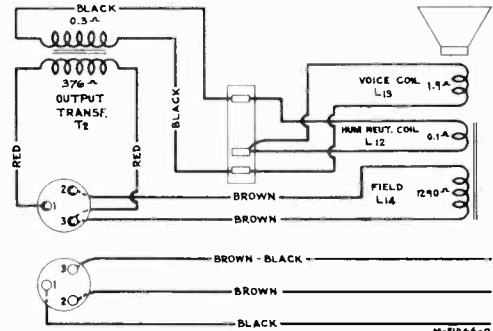 BLACK
0.3 Ω
376 Ω
OUTPUT
TRANSF.
T2
RED
RED
BLACK
VOICE COIL
L13
1.9 Ω
HUM NEUT. COIL
L12
0.1 Ω
FIELD
L14
1290 Ω
2
1
3
BROWN
BROWN
3
1
2
BROWN-BLACK
BROWN
BLACK